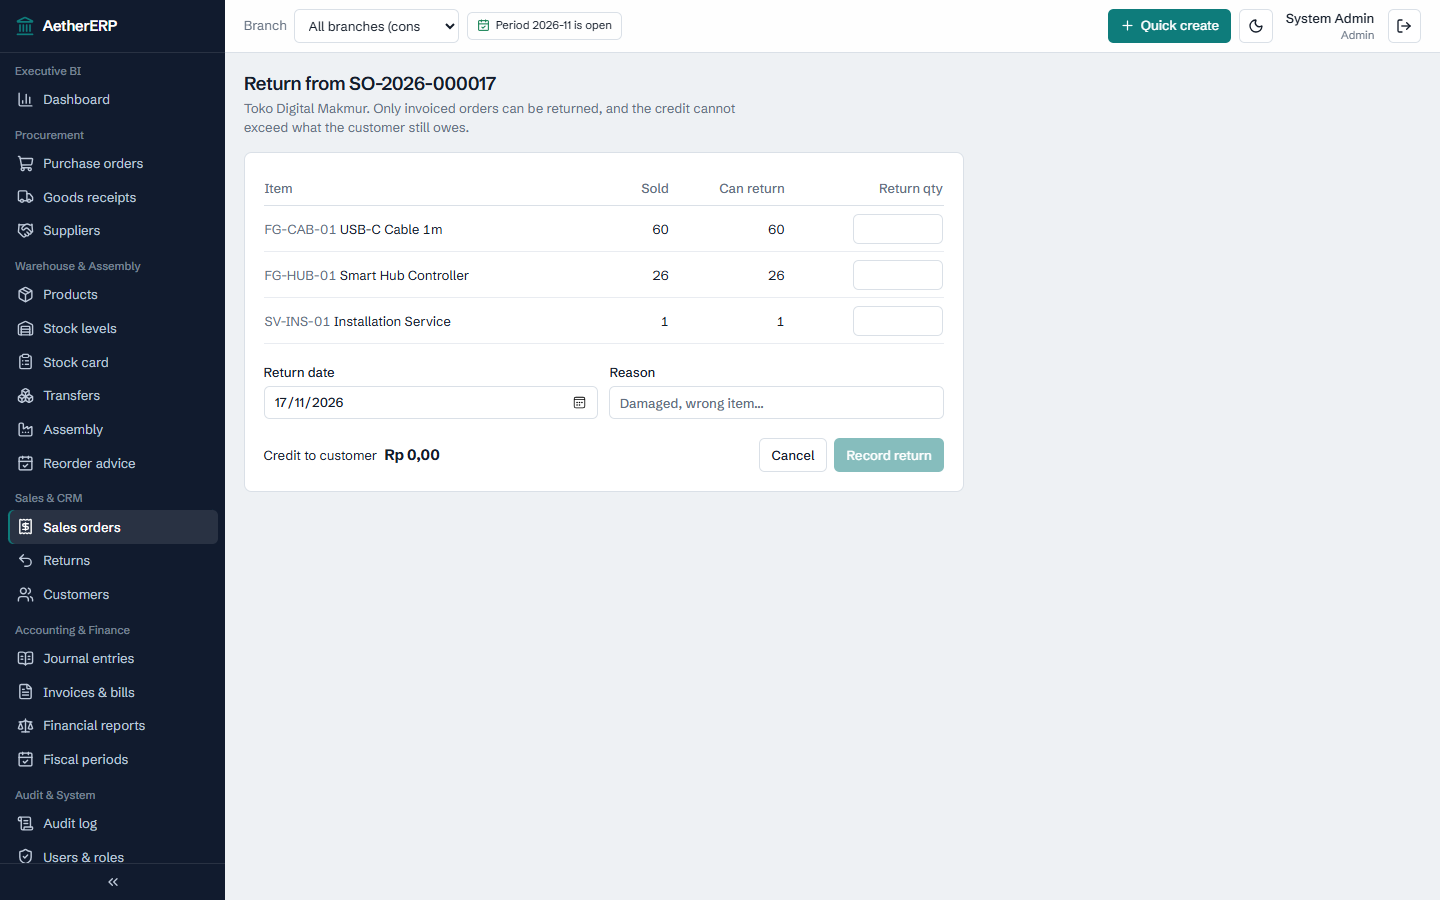 AetherERP
Branch
All branches (cons
Period 2026-11 is open
Quick create
System Admin
Admin
Executive BI
Dashboard
Procurement
Purchase orders
Goods receipts
Suppliers
Warehouse & Assembly
Products
Stock levels
Stock card
Transfers
Assembly
Reorder advice
Sales & CRM
Sales orders
Returns
Customers
Accounting & Finance
Journal entries
Invoices & bills
Financial reports
Fiscal periods
Audit & System
Audit log
Users & roles
Return from SO-2026-000017
Toko Digital Makmur. Only invoiced orders can be returned, and the credit cannot
exceed what the customer still owes.
Item Sold Can return Return qty
FG-CAB-01 USB-C Cable 1m 60 60
FG-HUB-01 Smart Hub Controller 26 26
SV-INS-01 Installation Service 1 1
Return date Reason
17/11/2026 Damaged, wrong item...
Credit to customer Rp 0,00 Cancel Record return